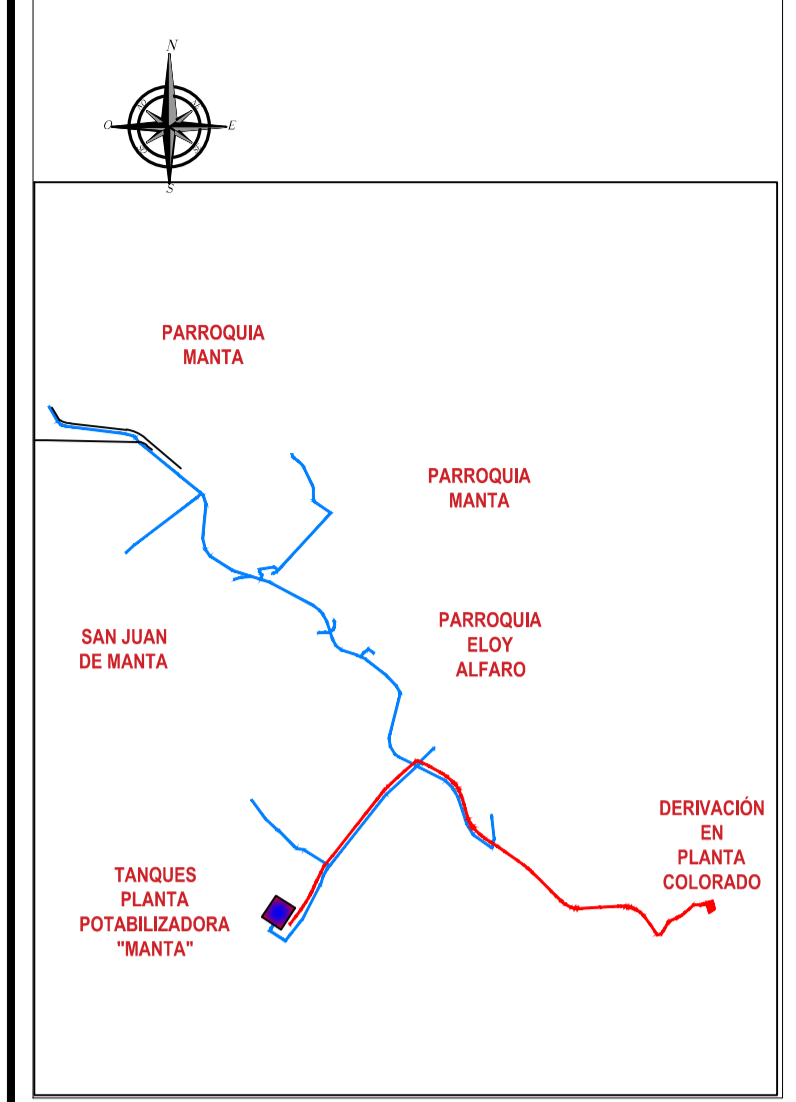 N
O
E
S
PARROQUIA
MANTA
PARROQUIA
MANTA
SAN JUAN
DE MANTA
PARROQUIA
ELOY
ALFARO
DERIVACIÓN
EN
PLANTA
COLORADO
TANQUES
PLANTA
POTABILIZADORA
"MANTA"